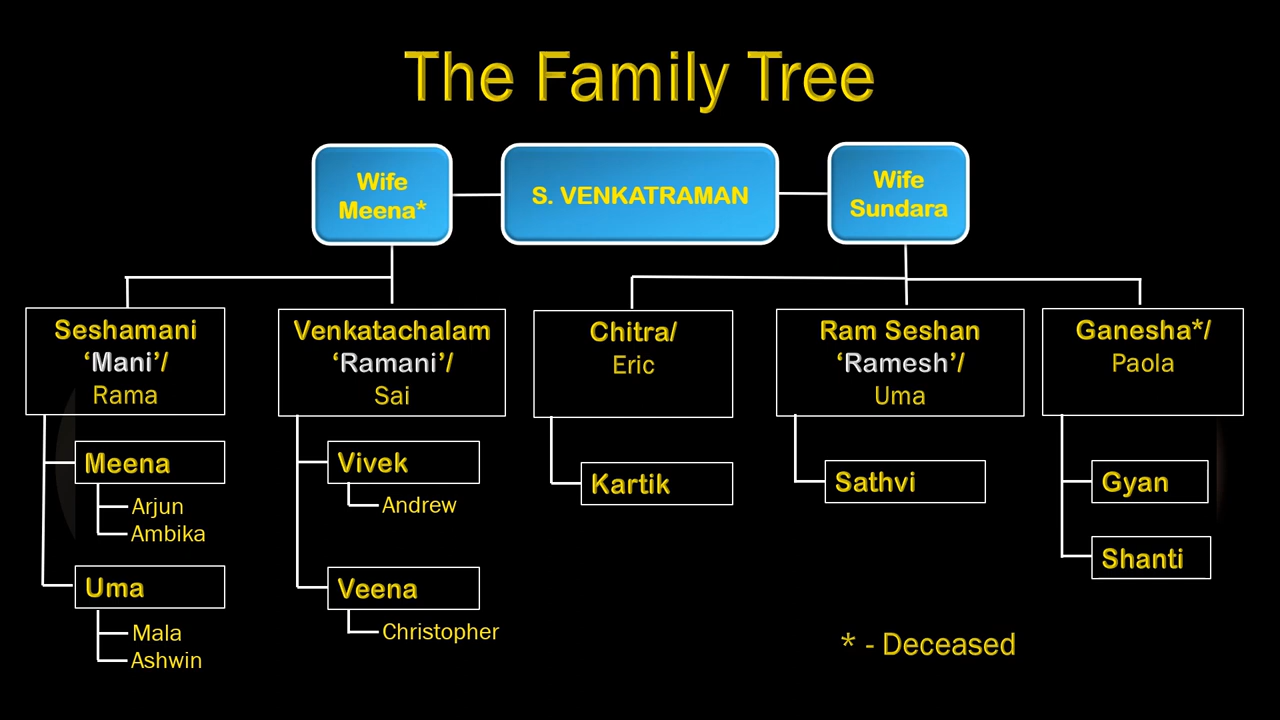 The Family Tree
Wife
Meena*
S. VENKATRAMAN
Wife
Sundara
Seshamani
‘Mani’/
Rama
Venkatachalam
‘Ramani’/
Sai
Chitra/
Eric
Ram Seshan
‘Ramesh’/
Uma
Ganesha*/
Paola
Meena
Arjun
Ambika
Uma
Mala
Ashwin
Vivek
Andrew
Veena
Christopher
Kartik
Sathvi
Gyan
Shanti
* - Deceased